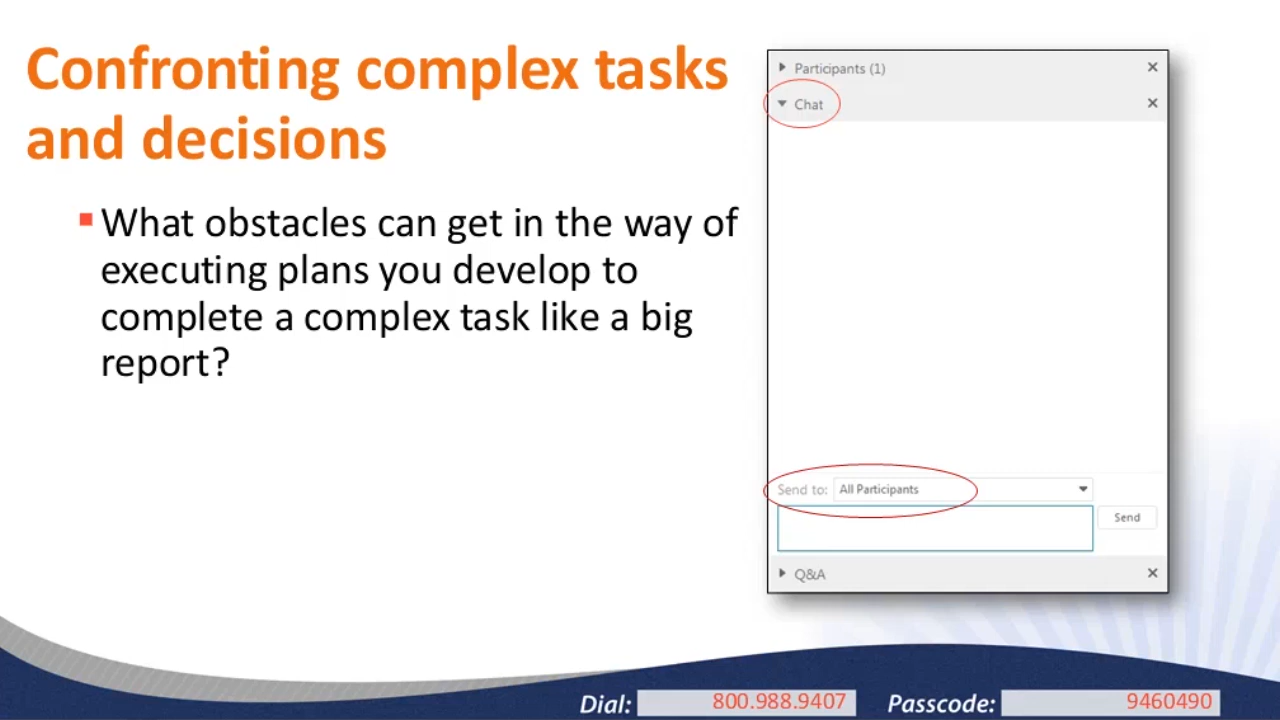 Confronting complex tasks
and decisions
What obstacles can get in the way of
executing plans you develop to
complete a complex task like a big
report?
Participants (1)
Chat
Send to: All Participants
Send
Q&A
Dial: 800.988.9407 Passcode: 9460490